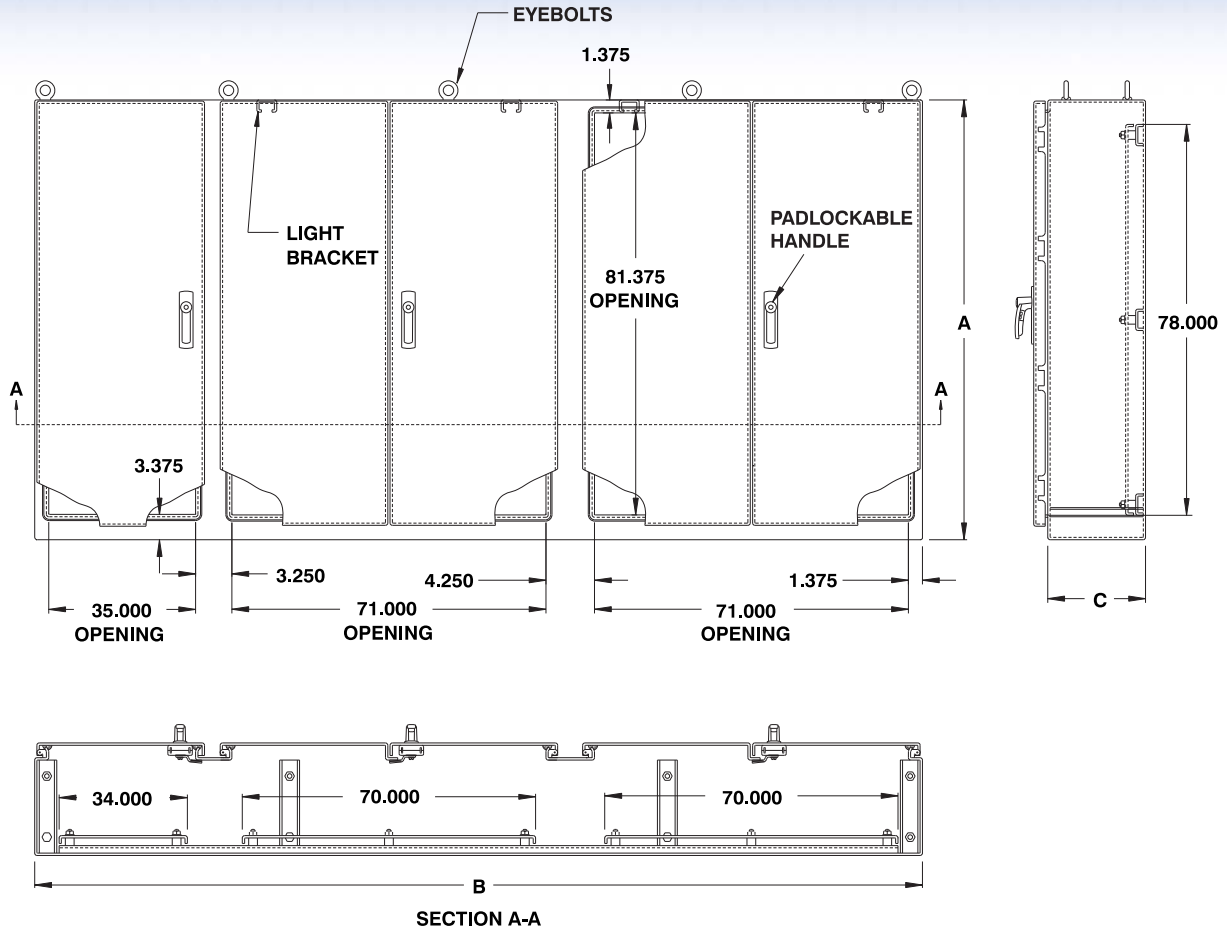 EYEBOLTS
1.375
LIGHT
BRACKET
PADLOCKABLE
HANDLE
81.375
OPENING
A
78.000
A
A
3.375
3.250
4.250
1.375
35.000
OPENING
71.000
OPENING
71.000
OPENING
C
34.000
70.000
70.000
B
SECTION A-A